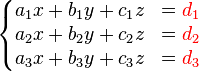 a₁x + b₁y + c₁z = d₁
a₂x + b₂y + c₂z = d₂
a₃x + b₃y + c₃z = d₃